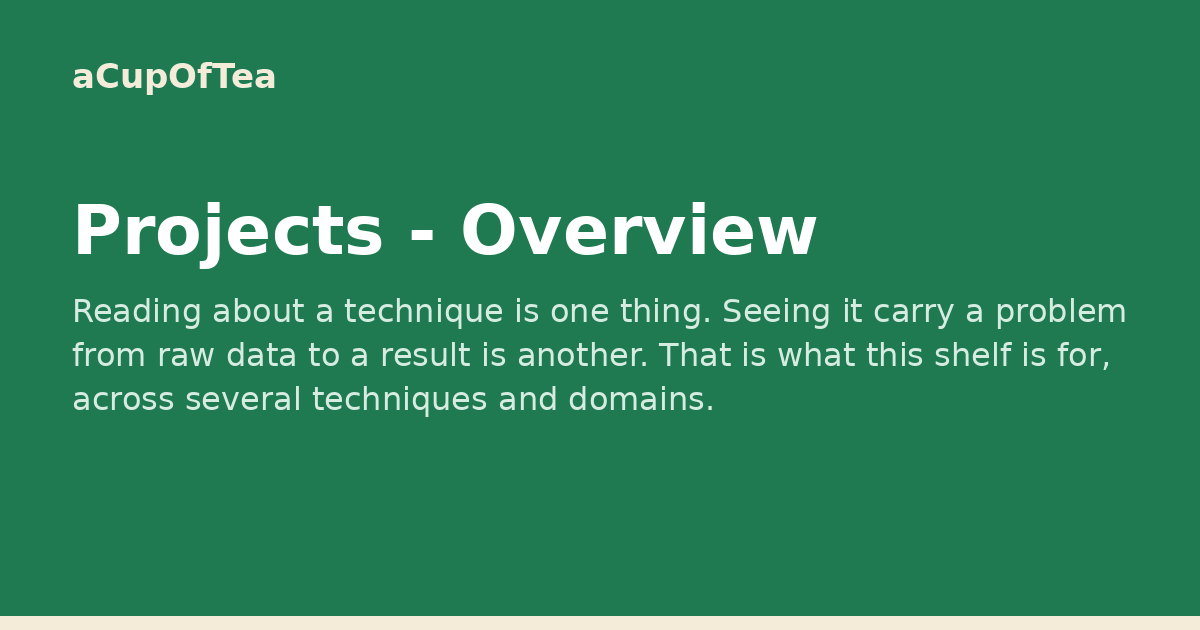 aCupOfTea
Projects - Overview
Reading about a technique is one thing. Seeing it carry a problem
from raw data to a result is another. That is what this shelf is for,
across several techniques and domains.